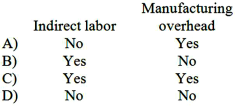 Manufacturing
Indirect labor overhead
A) No Yes
B) Yes No
C) Yes Yes
D) No No